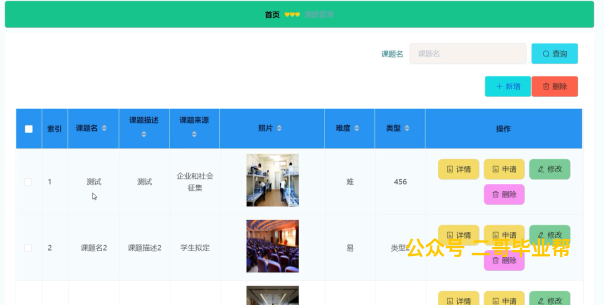 首页
课题名 课题名 查询
新增 删除
索引 课题名 课题描述 课题来源 照片 难度 类型 操作
1 测试 测试 企业和社会征集 难 456 详情 申请 修改 删除
2 课题名2 课题描述2 学生拟定 易 类型 详情 申请 修改 删除
公众号 二哥毕业帮
详情 申请 修改